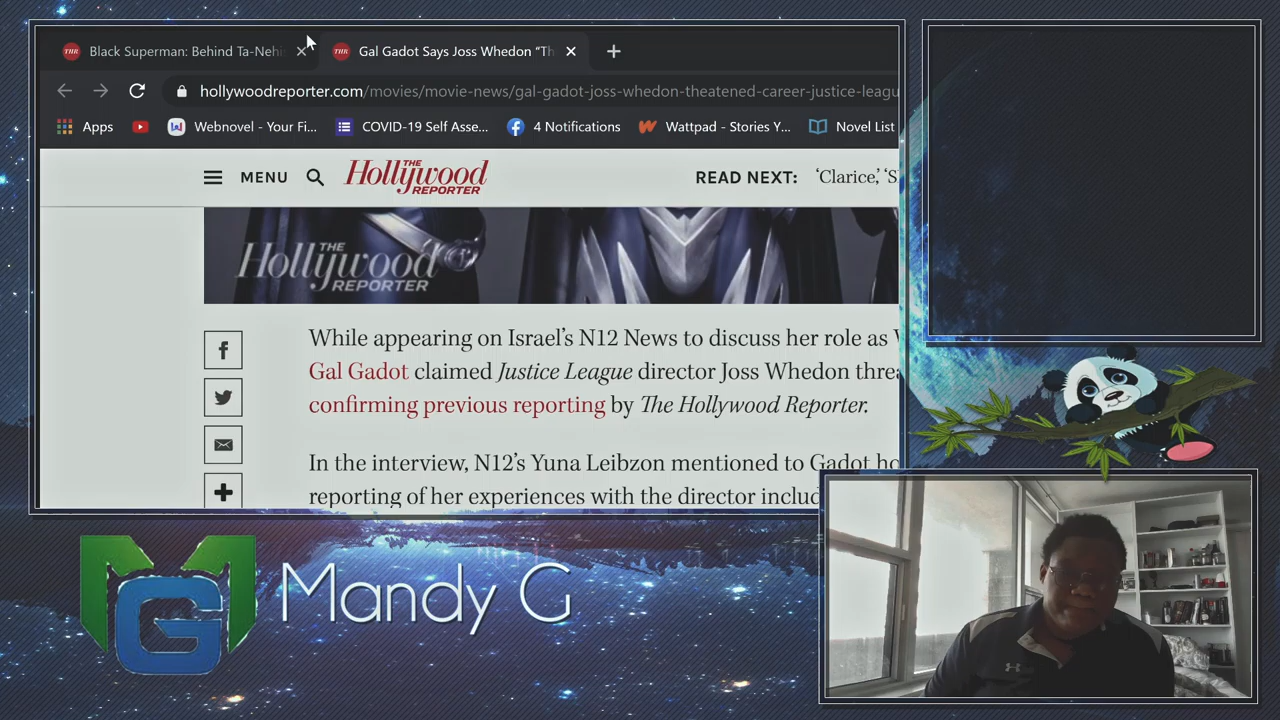 THR Black Superman: Behind Ta-Nehi
THR Gal Gadot Says Joss Whedon “Th
hollywoodreporter.com/movies/movie-news/gal-gadot-joss-whedon-theatened-career-justice-leagu
Apps
Webnovel - Your Fi...
COVID-19 Self Asse...
4 Notifications
Wattpad - Stories Y...
Novel List
MENU
THE Hollywood REPORTER
READ NEXT: ‘Clarice,’ ‘S
THE
Hollywood
REPORTER
While appearing on Israel’s N12 News to discuss her role as
Gal Gadot claimed Justice League director Joss Whedon threa
confirming previous reporting by The Hollywood Reporter.
In the interview, N12’s Yuna Leibzon mentioned to Gadot ho
reporting of her experiences with the director includ
MG Mandy G